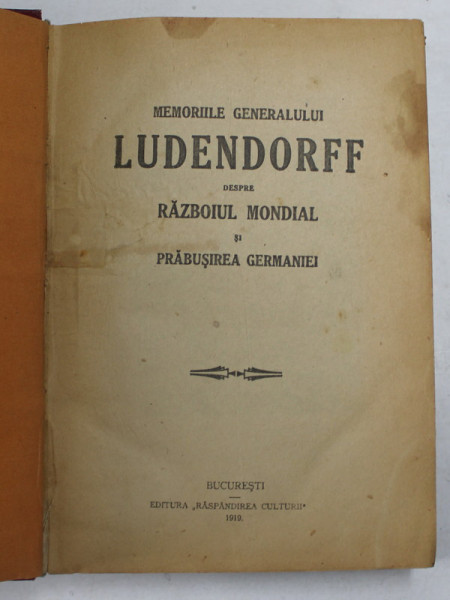 MEMORIILE GENERALULUI
LUDENDORFF
DESPRE
RĂZBOIUL MONDIAL
ȘI
PRĂBUȘIREA GERMANIEI
BUCUREȘTI
EDITURA „RĂSPÂNDIREA CULTURII"
1919.